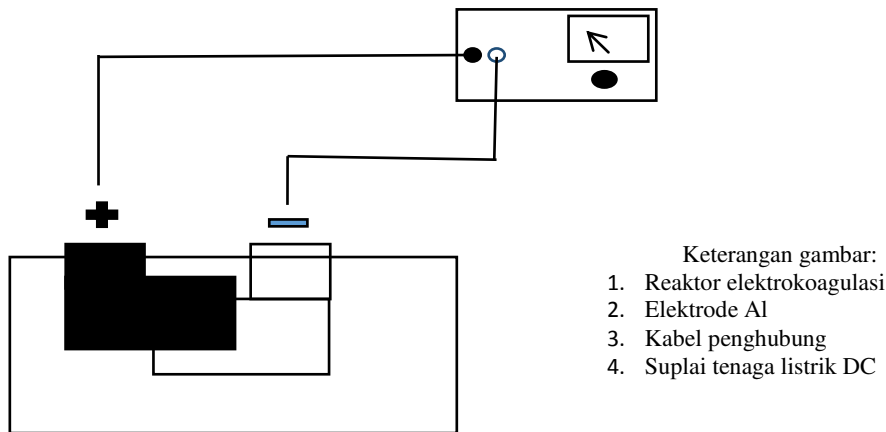 Keterangan gambar:
1. Reaktor elektrokoagulasi
2. Elektrode Al
3. Kabel penghubung
4. Suplai tenaga listrik DC